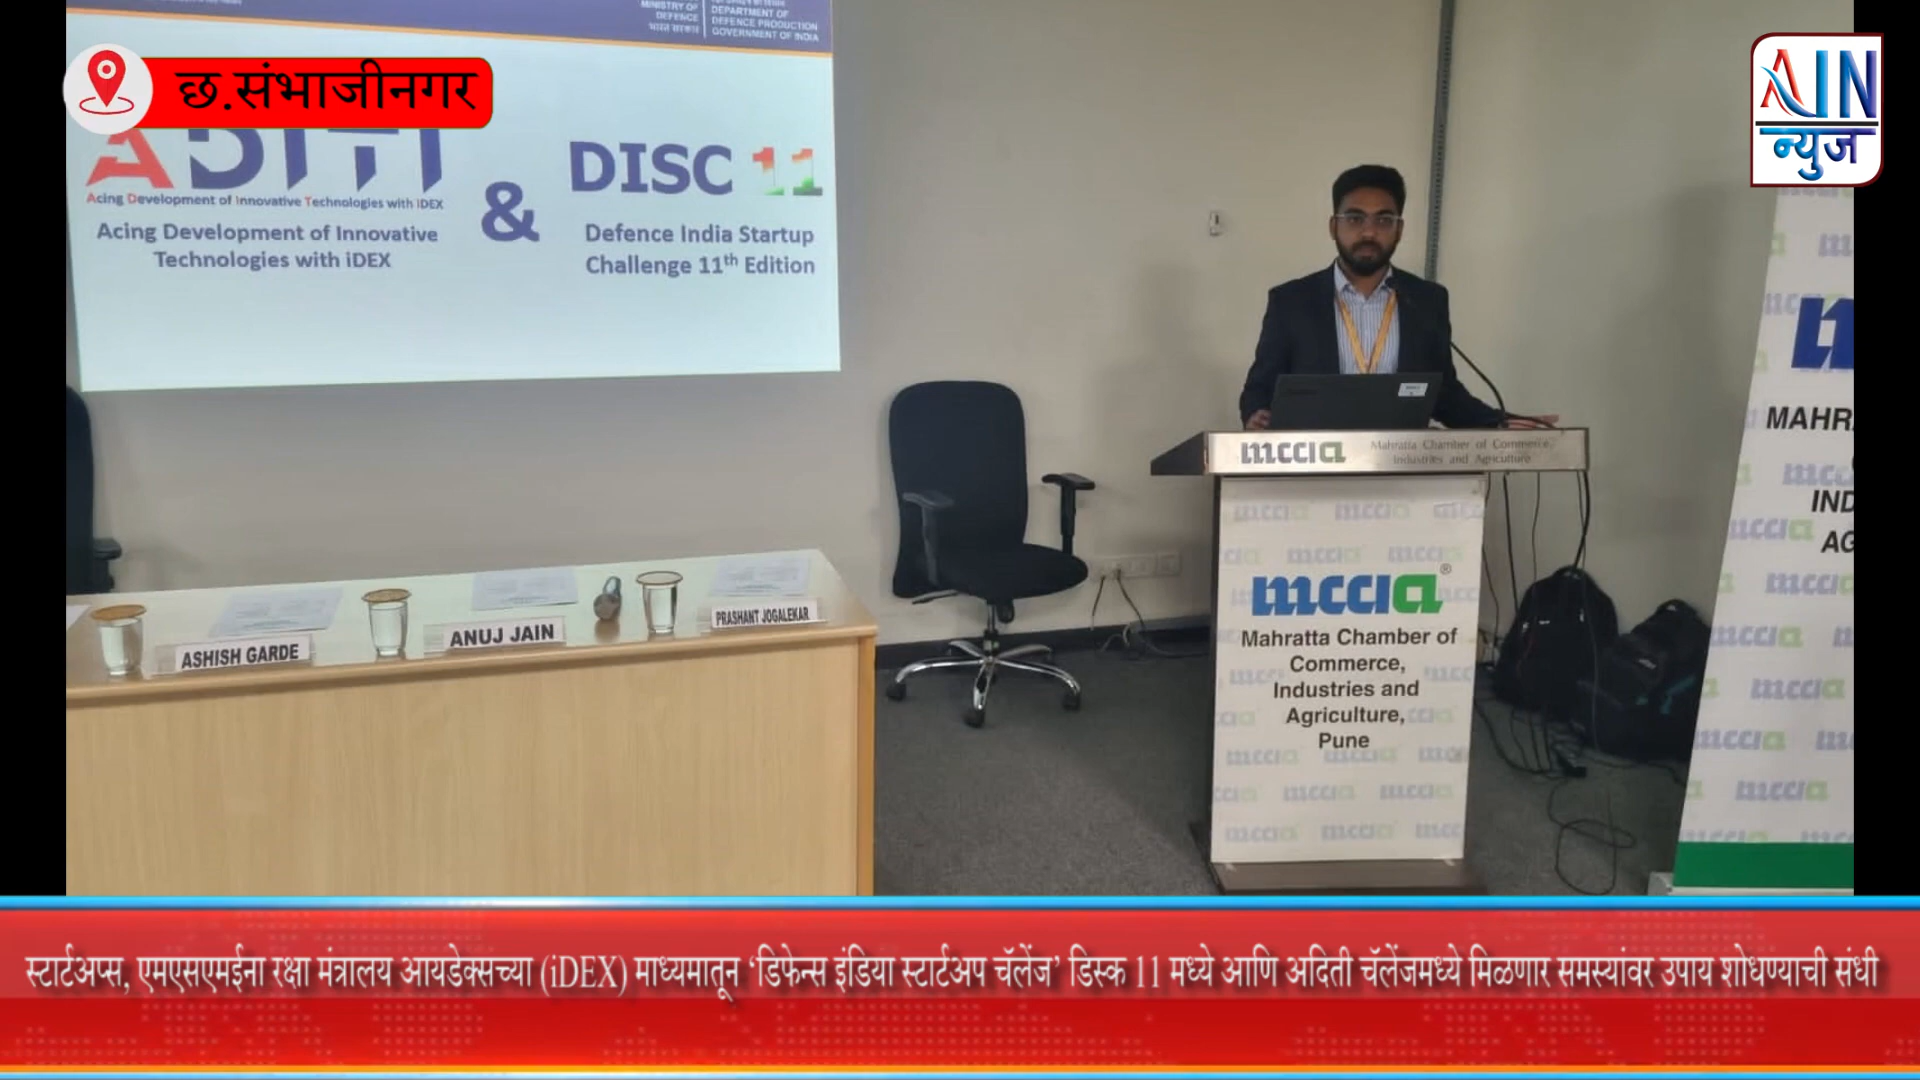 MINISTRY OF
DEFENCE
भारत सरकार
DEPARTMENT OF
DEFENCE PRODUCTION
GOVERNMENT OF INDIA
छ.संभाजीनगर
AIN
न्युज
ADITI
Acing Development of Innovative Technologies with iDEX
Acing Development of Innovative
Technologies with iDEX
&
DISC 11
Defence India Startup
Challenge 11th Edition
mccia
Mahratta Chamber of Commerce,
Industries and Agriculture
mccia®
Mahratta Chamber of
Commerce,
Industries and
Agriculture,
Pune
MAHR
IND
AG
ASHISH GARDE
ANUJ JAIN
PRASHANT JOGALEKAR
स्टार्टअप्स, एमएसएमईना रक्षा मंत्रालय आयडेक्सच्या (iDEX) माध्यमातून ‘डिफेन्स इंडिया स्टार्टअप चॅलेंज’ डिस्क 11 मध्ये आणि अदिती चॅलेंजमध्ये मिळणार समस्यांवर उपाय शोधण्याची संधी